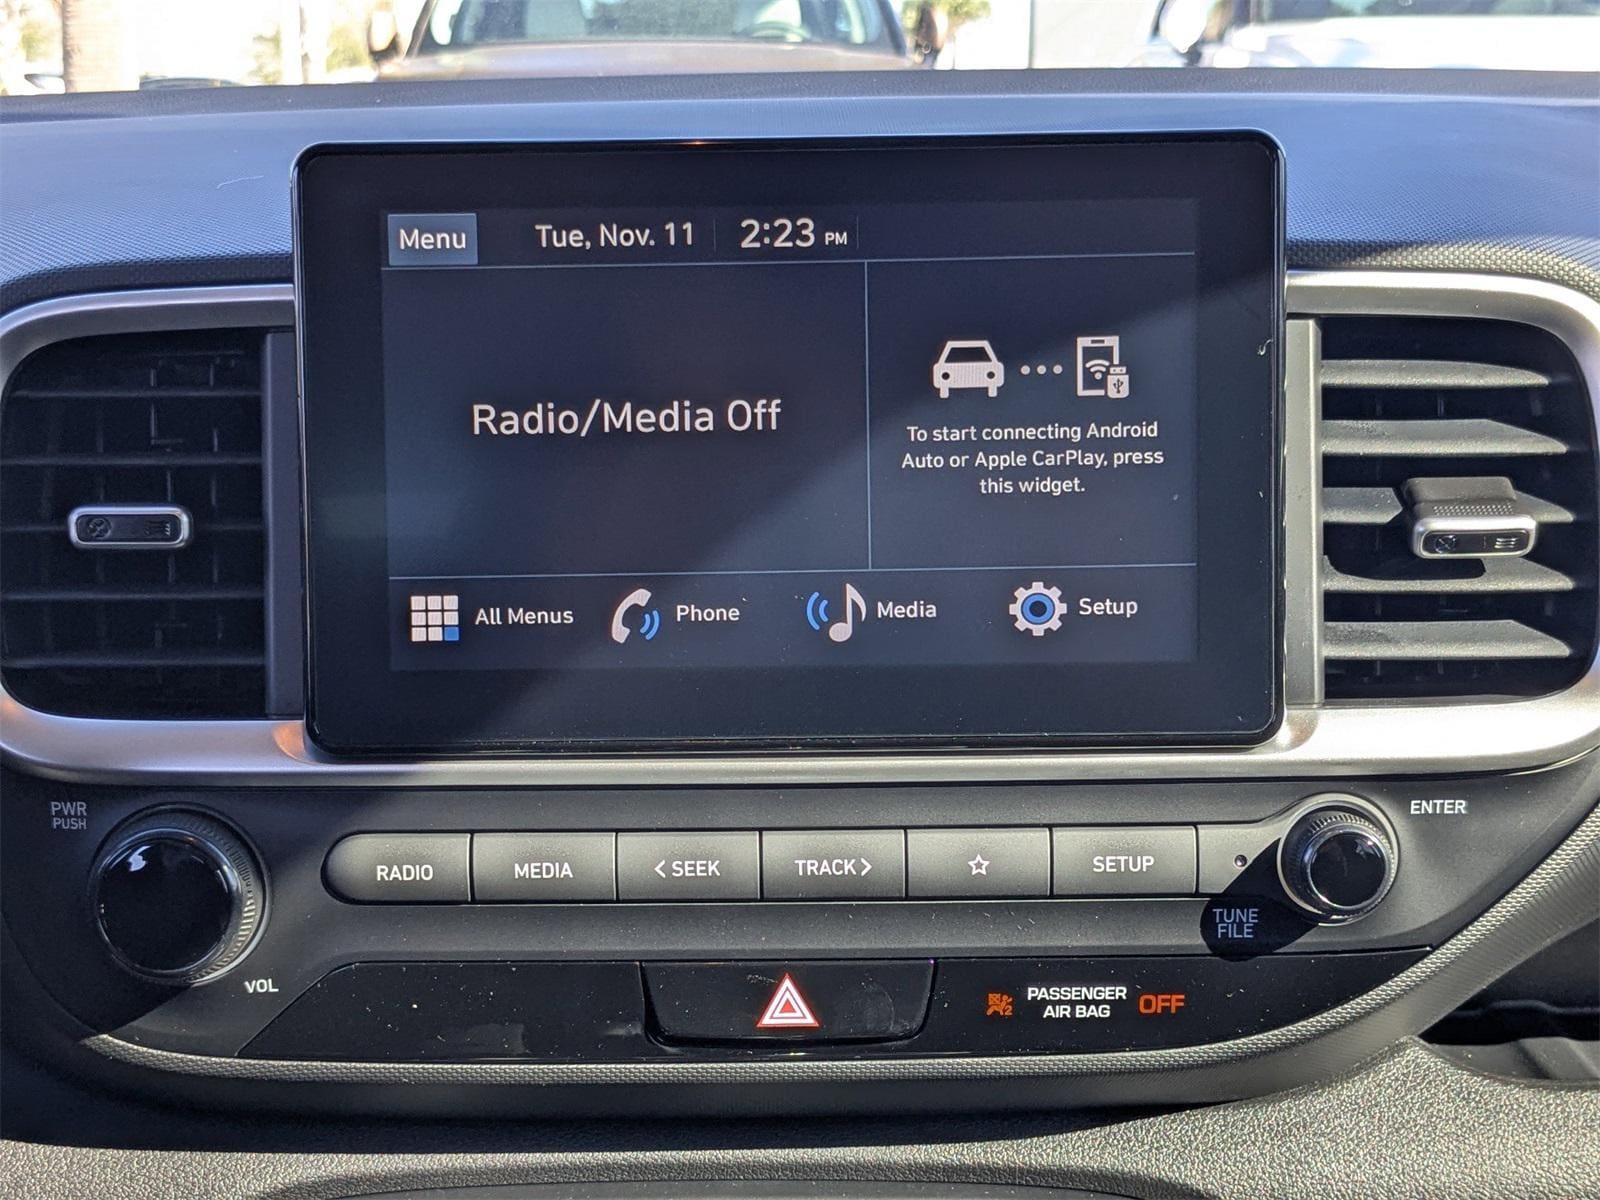 Menu Tue, Nov. 11 2:23 PM
Radio/Media Off
To start connecting Android
Auto or Apple CarPlay, press
this widget.
All Menus Phone Media Setup
PWR
PUSH
VOL
RADIO MEDIA < SEEK TRACK > SETUP
ENTER
TUNE
FILE
PASSENGER
AIR BAG OFF
2